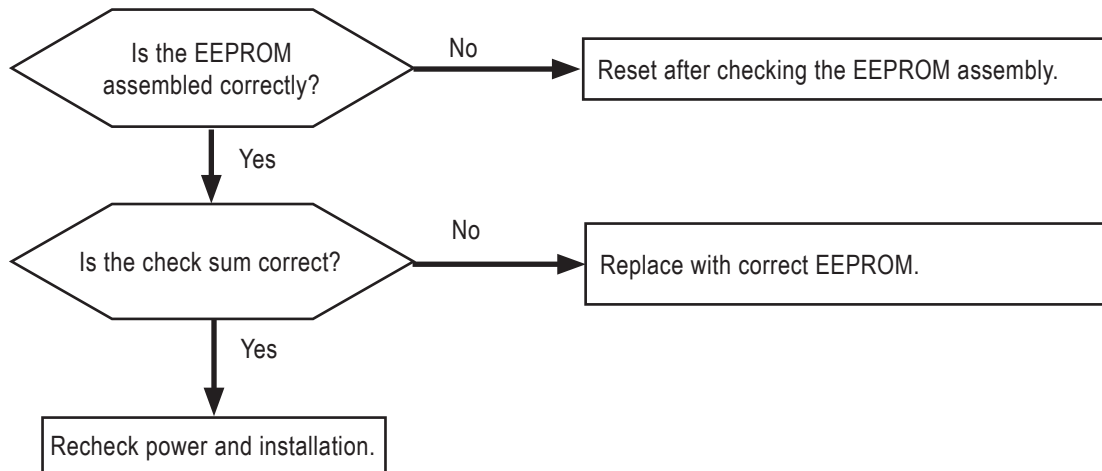 Is the EEPROM
assembled correctly?
No
Reset after checking the EEPROM assembly.
Yes
Is the check sum correct?
No
Replace with correct EEPROM.
Yes
Recheck power and installation.